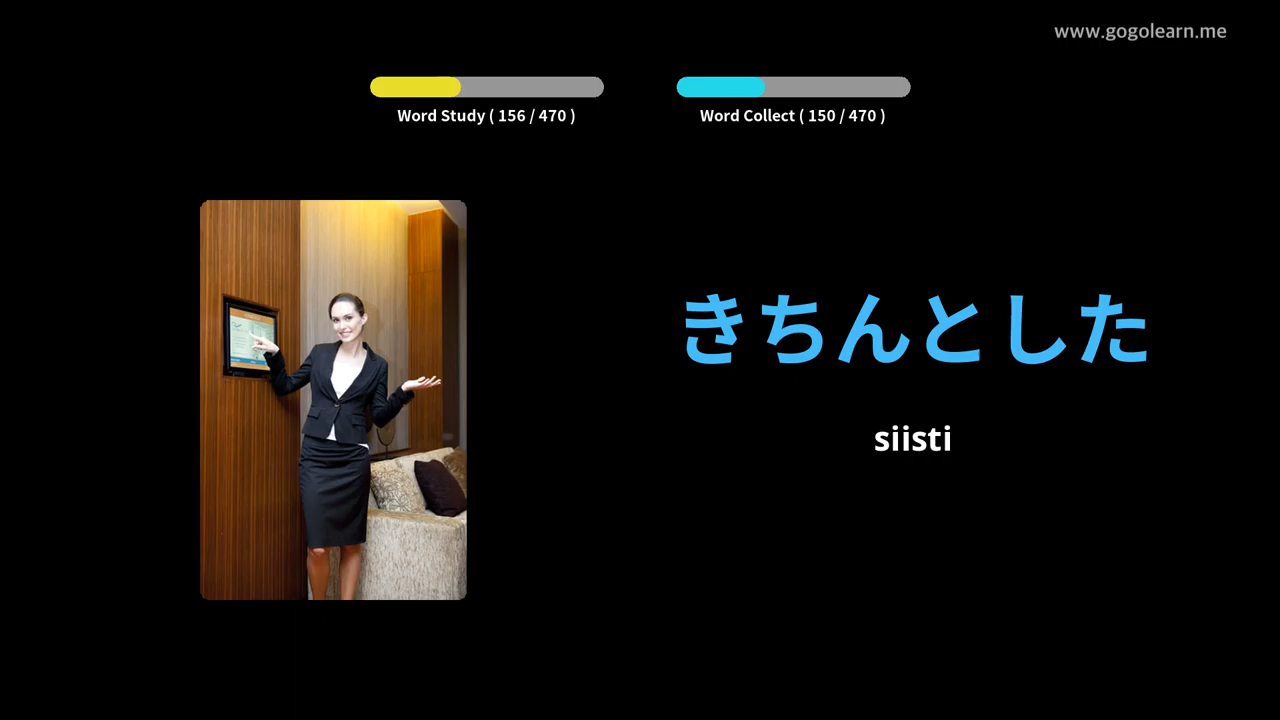 www.gogolearn.me
Word Study ( 156 / 470 )
Word Collect ( 150 / 470 )
きちんとした
siisti